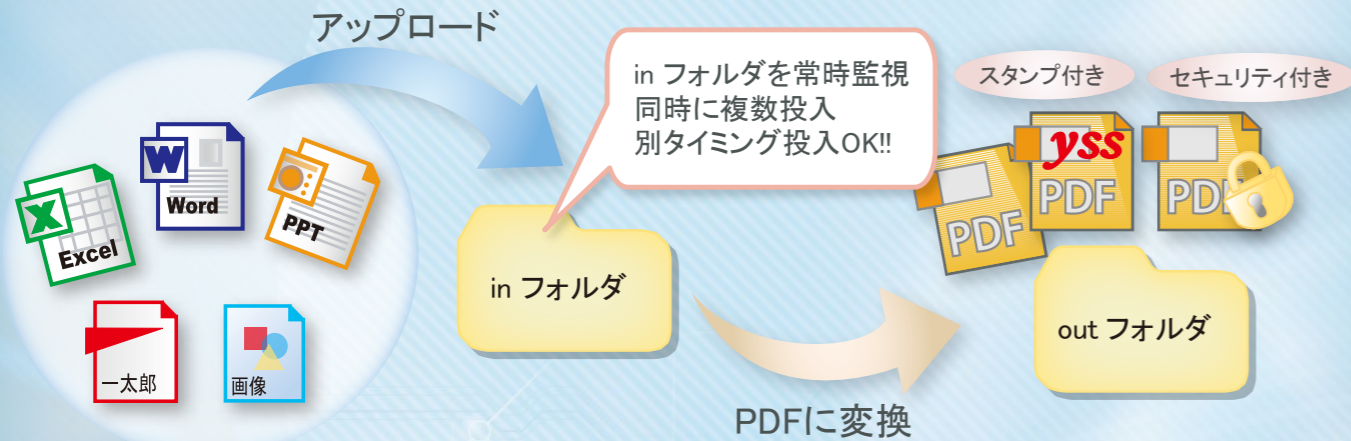 アップロード
in フォルダを常時監視
同時に複数投入
別タイミング投入OK!!
スタンプ付き
セキュリティ付き
W
Word
X
Excel
PPT
一太郎
画像
in フォルダ
PDF
yss
PDF
PDF
out フォルダ
PDFに変換